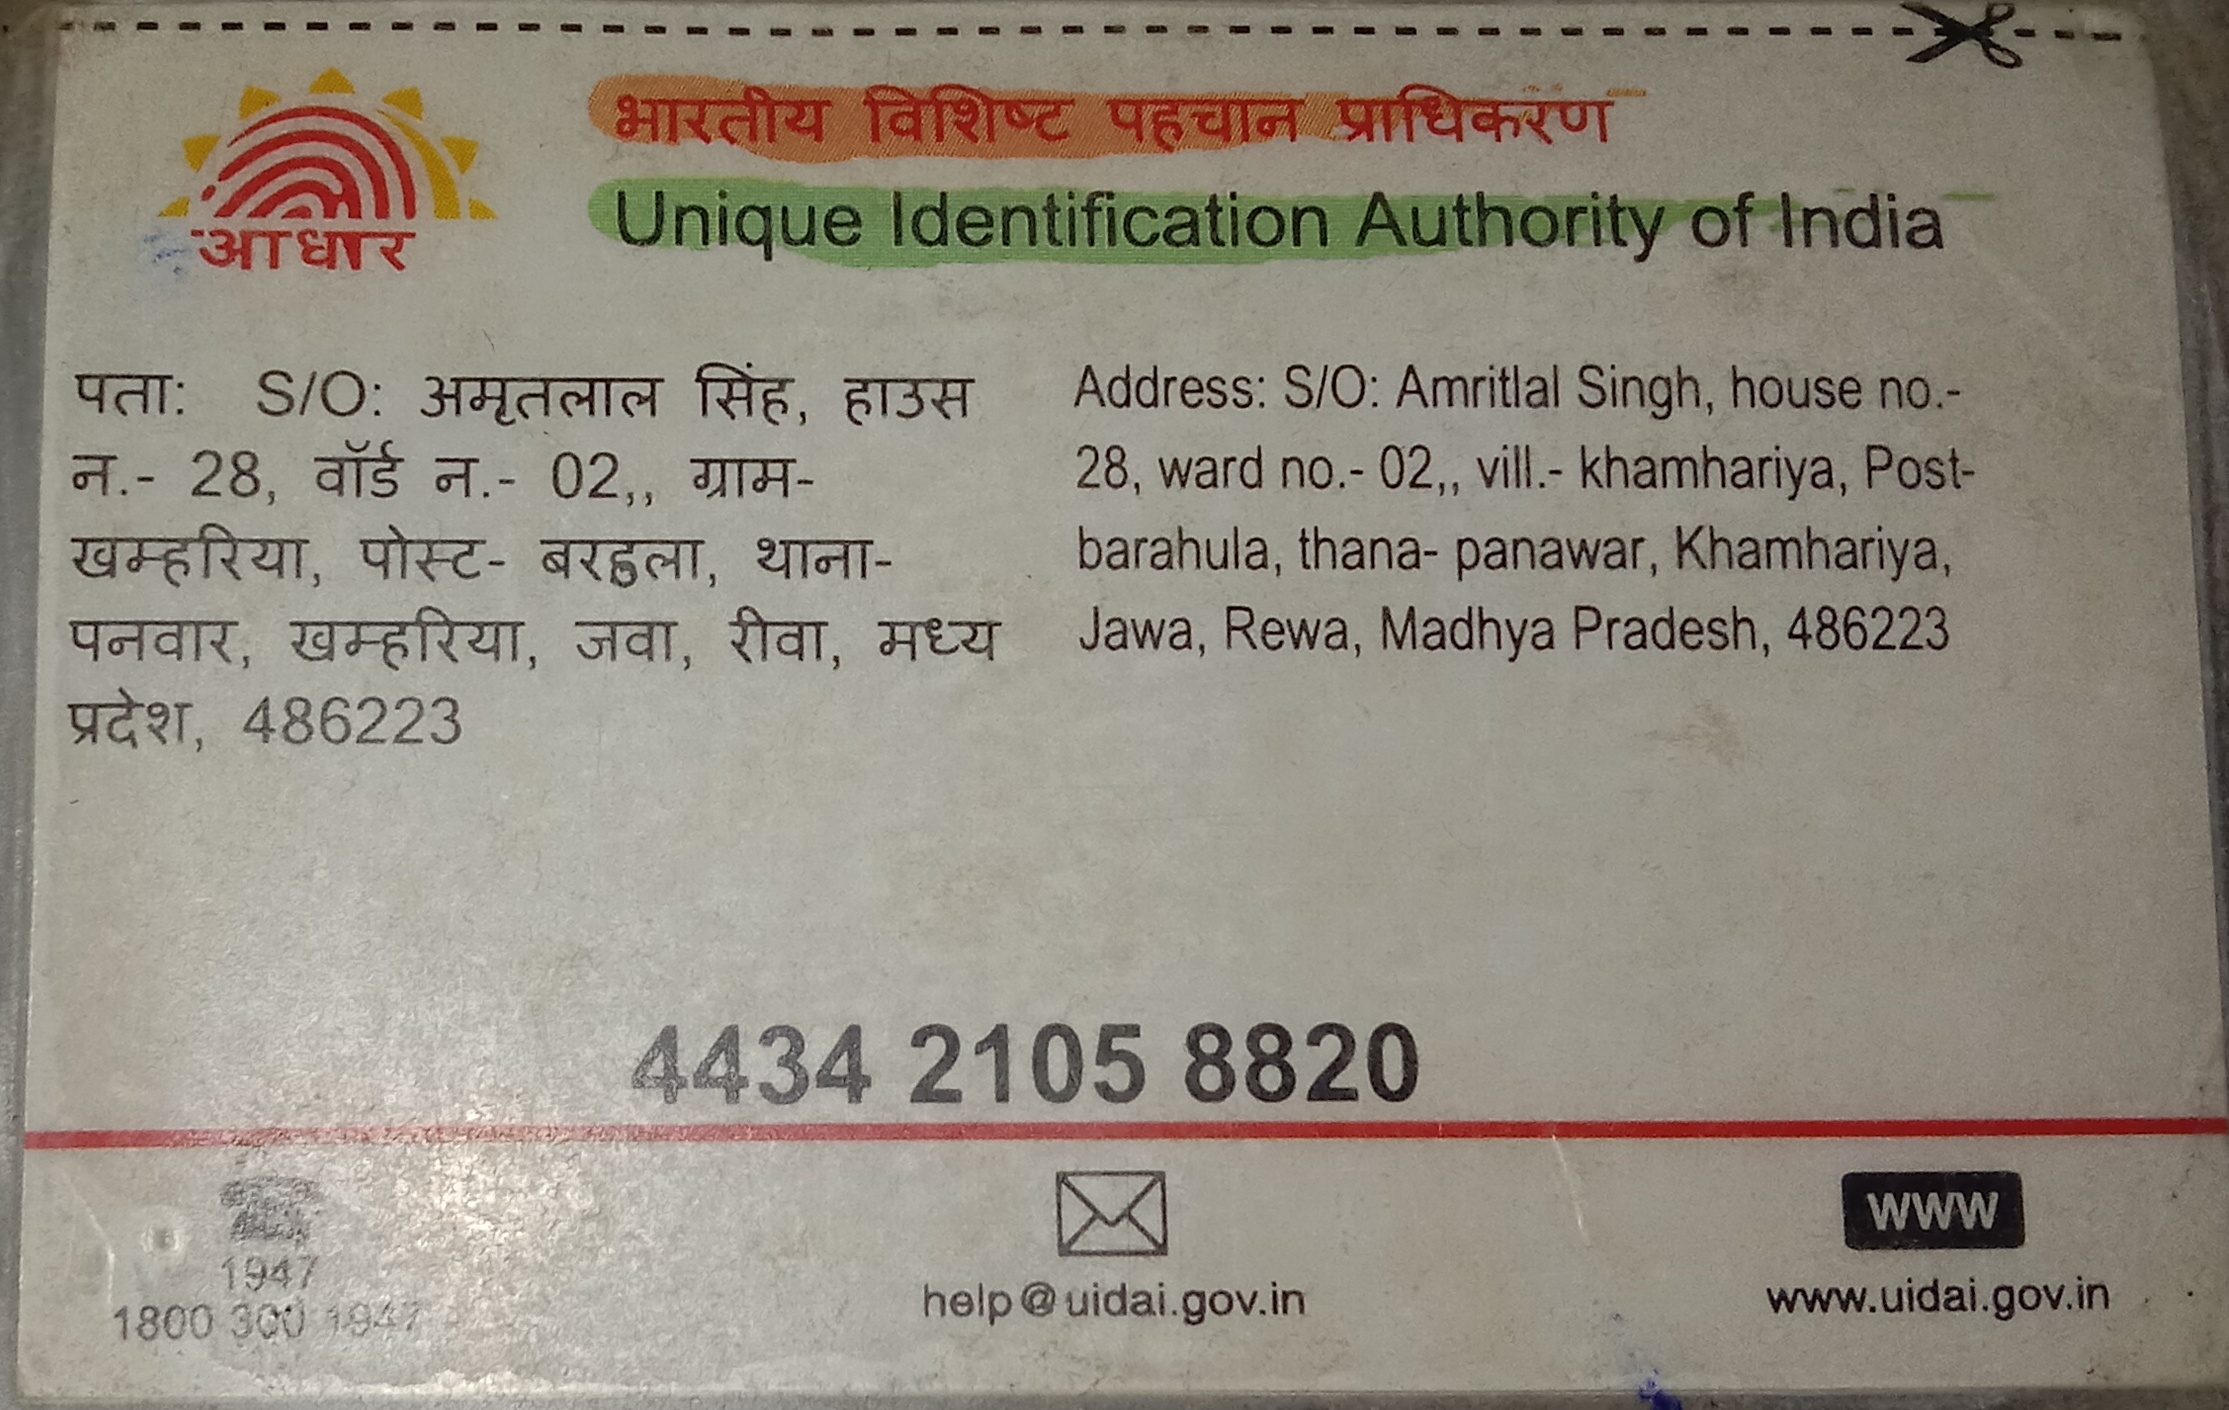 भारतीय विशिष्ट पहचान प्राधिकरण
Unique Identification Authority of India
आधार
पता: S/O: अमृतलाल सिंह, हाउस
न.- 28, वॉर्ड न.- 02,, ग्राम-
खम्हरिया, पोस्ट- बरहुला, थाना-
पनवार, खम्हरिया, जवा, रीवा, मध्य
प्रदेश, 486223
Address: S/O: Amritlal Singh, house no.-
28, ward no.- 02,, vill.- khamhariya, Post-
barahula, thana- panawar, Khamhariya,
Jawa, Rewa, Madhya Pradesh, 486223
4434 2105 8820
1947
1800 300 1947
help@uidai.gov.in
WWW
www.uidai.gov.in